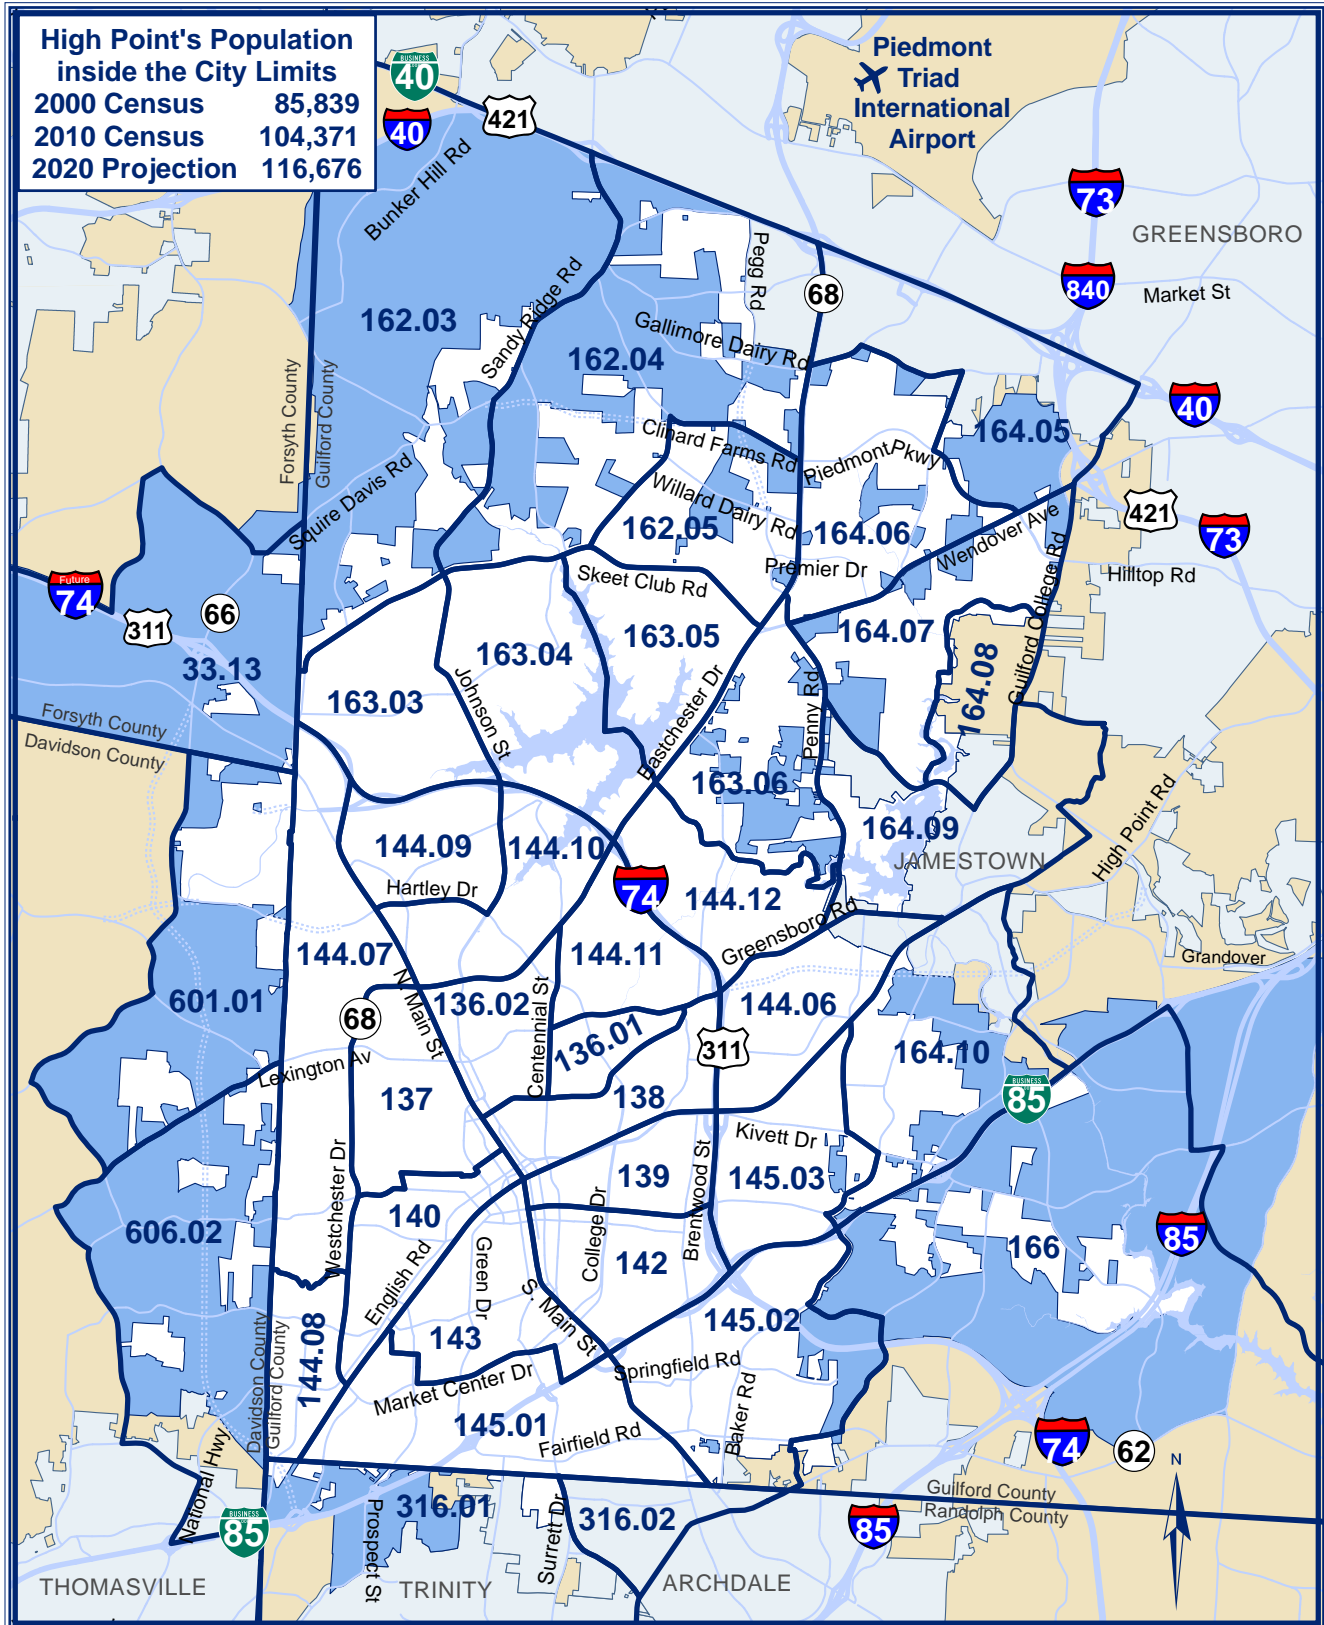 High Point's Population
inside the City Limits
2000 Census 85,839
2010 Census 104,371
2020 Projection 116,676
BUSINESS
40
40
421
Piedmont
Triad
International
Airport
73
GREENSBORO
840
Market St
Bunker Hill Rd
Pegg Rd
68
162.03
Sandy Ridge Rd
Gallimore Dairy Rd
162.04
Forsyth County
Guilford County
40
164.05
Clinard Farms Rd
Piedmont Pkwy
Squire Davis Rd
Willard Dairy Rd
162.05
164.06
Wendover Ave
421
73
Premier Dr
Skeet Club Rd
Guilford College Rd
Hilltop Rd
Future
74
311
66
33.13
163.04
163.05
164.07
164.08
163.03
Johnson St
Eastchester Dr
Penny Rd
Forsyth County
Davidson County
163.06
164.09
JAMESTOWN
High Point Rd
144.09
144.10
Hartley Dr
74
144.12
Greensboro Rd
144.07
144.11
Grandover
601.01
N. Main St
136.02
Centennial St
144.06
68
136.01
311
164.10
Lexington Av
137
138
BUSINESS
85
Kivett Dr
139
Brentwood St
145.03
Westchester Dr
140
College Dr
606.02
English Rd
Green Dr
142
166
85
S. Main St
144.08
143
145.02
Davidson County
Guilford County
Springfield Rd
Market Center Dr
145.01
Fairfield Rd
Baker Rd
74
62
N
National Hwy
BUSINESS
85
Prospect St
316.01
Surrett Dr
316.02
85
Guilford County
Randolph County
THOMASVILLE
TRINITY
ARCHDALE